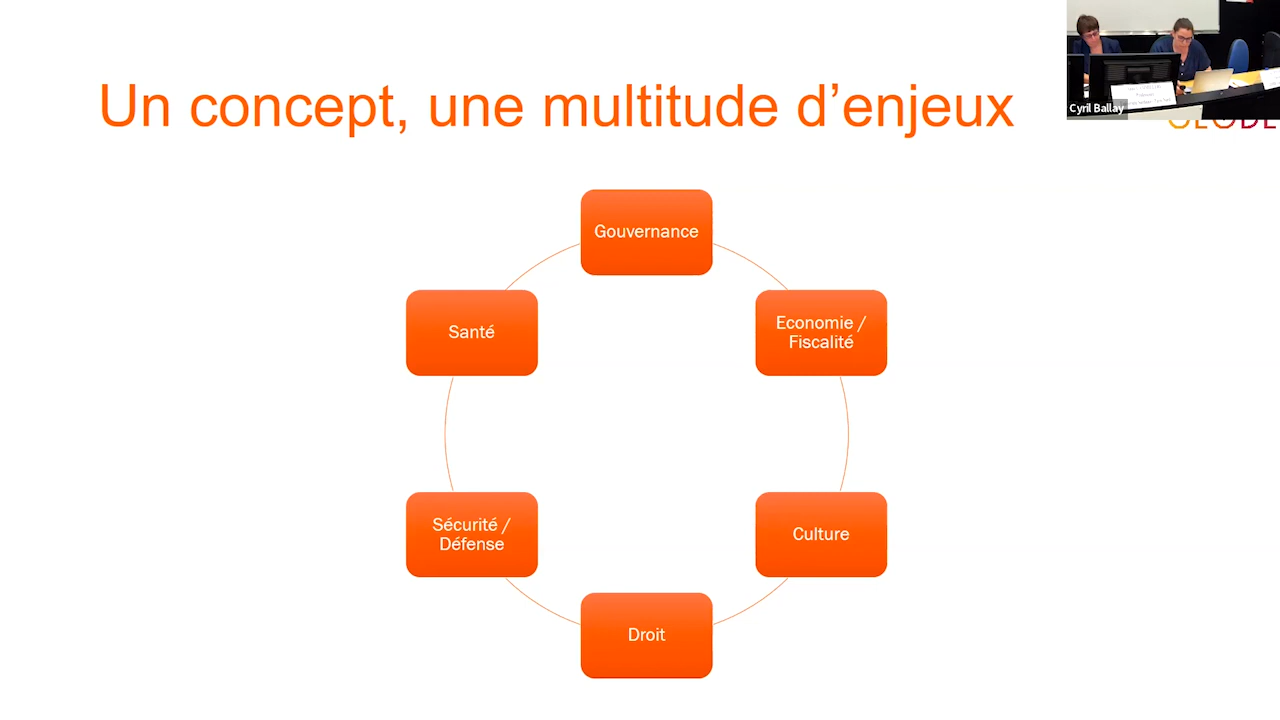 Un concept, une multitude d’enjeux
Cyril Ballay
Gouvernance
Santé
Economie /
Fiscalité
Sécurité /
Défense
Culture
Droit